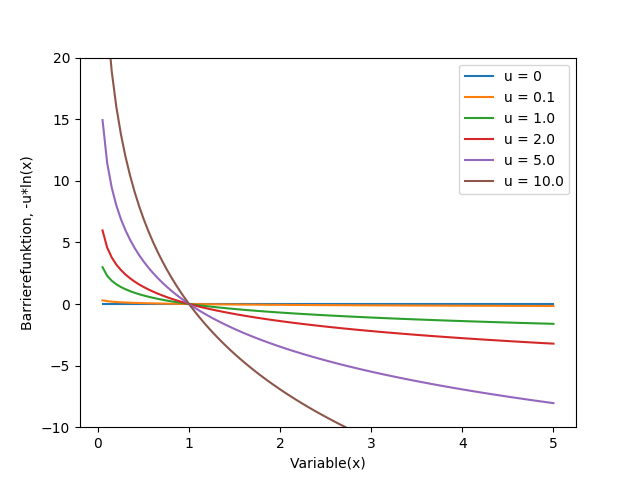 20
15
10
5
0
−5
−10
Barrierefunktion, -u*ln(x)
u = 0
u = 0.1
u = 1.0
u = 2.0
u = 5.0
u = 10.0
0 1 2 3 4 5
Variable(x)